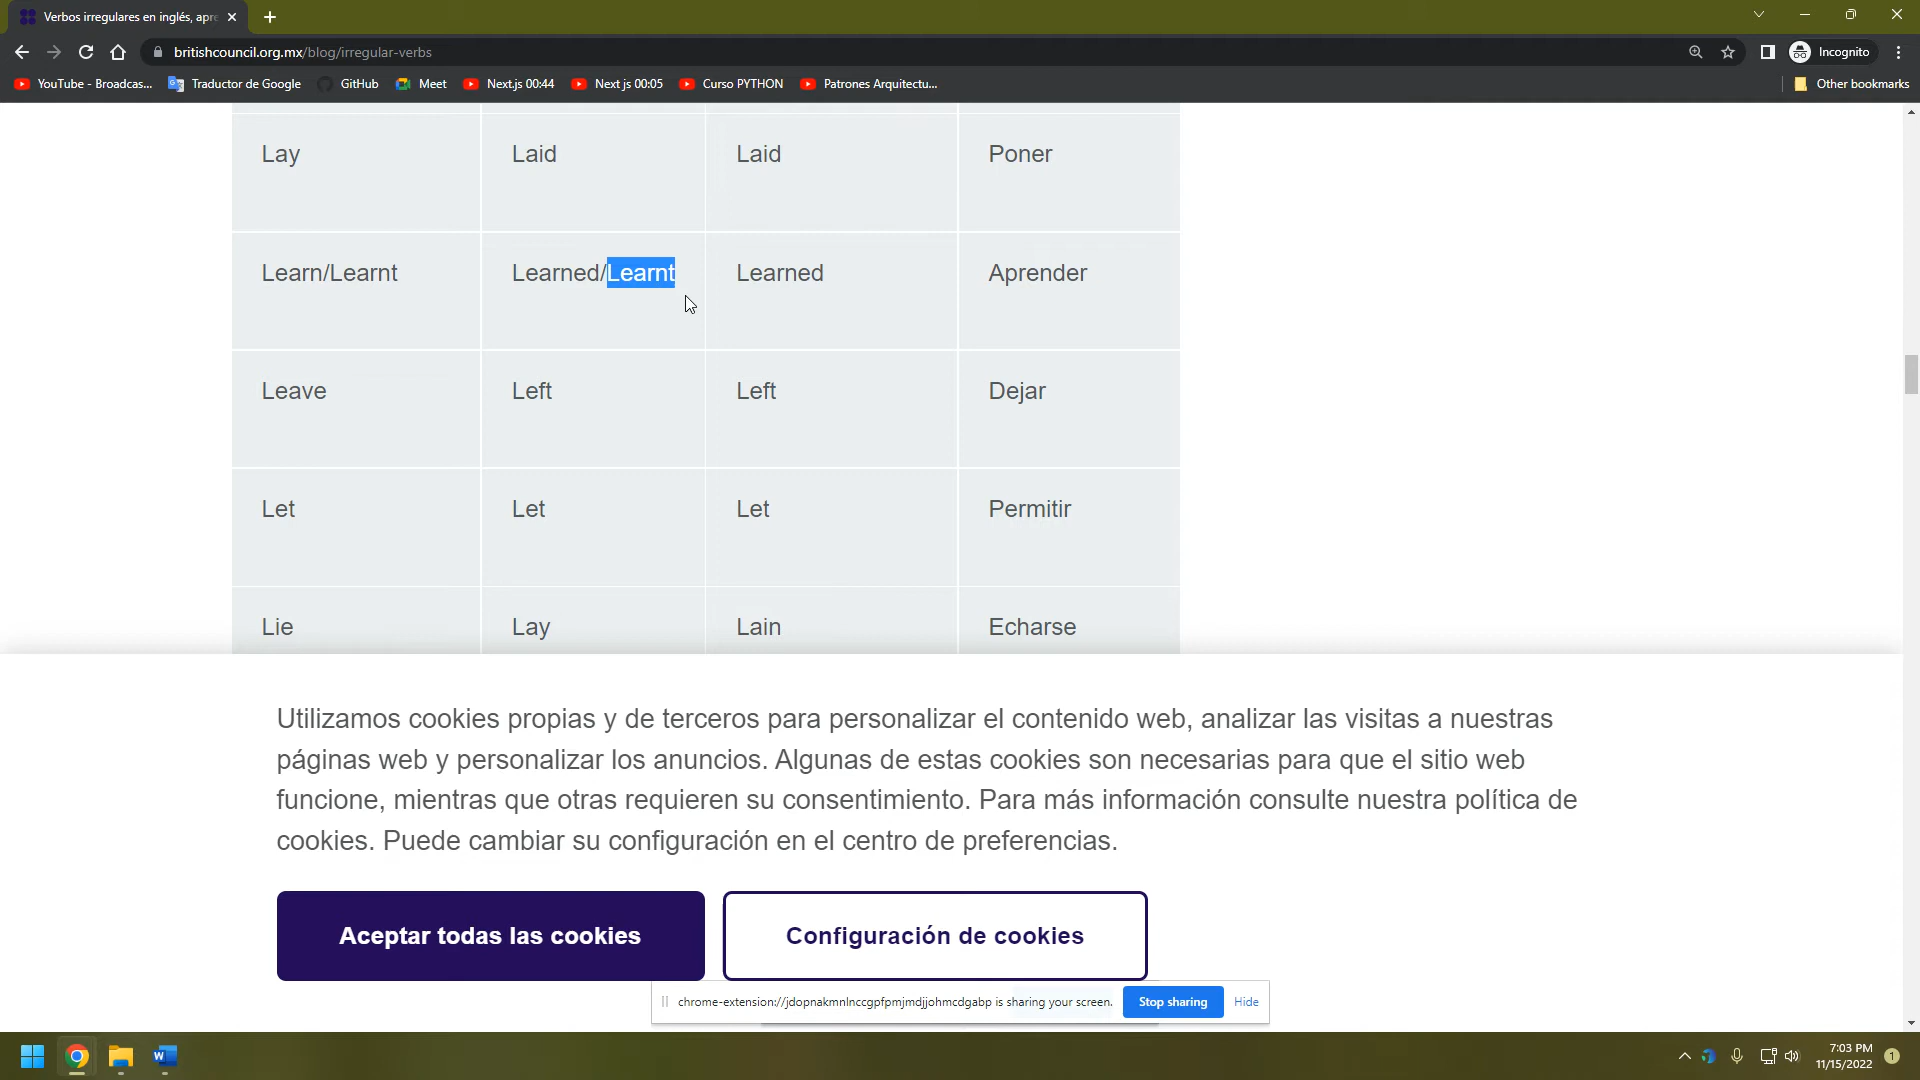 Verbos irregulares en inglés, apre
britishcouncil.org.mx/blog/irregular-verbs
Incognito
YouTube - Broadcas...
Traductor de Google
GitHub
Meet
Next.js 00:44
Next js 00:05
Curso PYTHON
Patrones Arquitectu...
Other bookmarks
Lay Laid Laid Poner
Learn/Learnt Learned/Learnt Learned Aprender
Leave Left Left Dejar
Let Let Let Permitir
Lie Lay Lain Echarse
Utilizamos cookies propias y de terceros para personalizar el contenido web, analizar las visitas a nuestras
páginas web y personalizar los anuncios. Algunas de estas cookies son necesarias para que el sitio web
funcione, mientras que otras requieren su consentimiento. Para más información consulte nuestra política de
cookies. Puede cambiar su configuración en el centro de preferencias.
Aceptar todas las cookies
Configuración de cookies
chrome-extension://jdopnakmnlnccgpfpmjmdjjohmcdgabp is sharing your screen.
Stop sharing
Hide
7:03 PM
11/15/2022
1